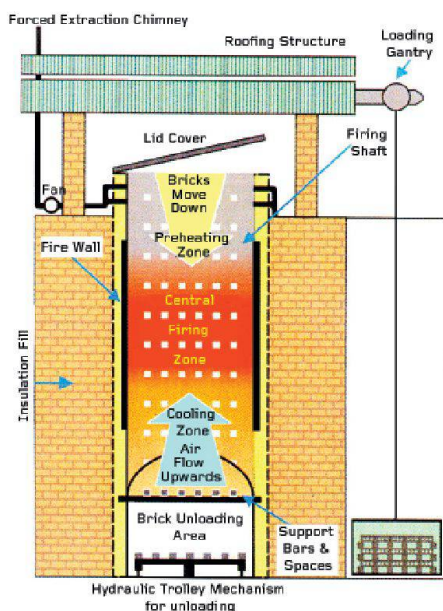 Forced Extraction Chimney
Roofing Structure
Loading
Gantry
Lid Cover
Firing
Shaft
Fan
Bricks
Move
Down
Fire Wall
Preheating
Zone
Central
Firing
Zone
Insulation Fill
Cooling
Zone
Air
Flow
Upwards
Brick Unloading
Area
Support
Bars &
Spaces
Hydraulic Trolley Mechanism
for unloading